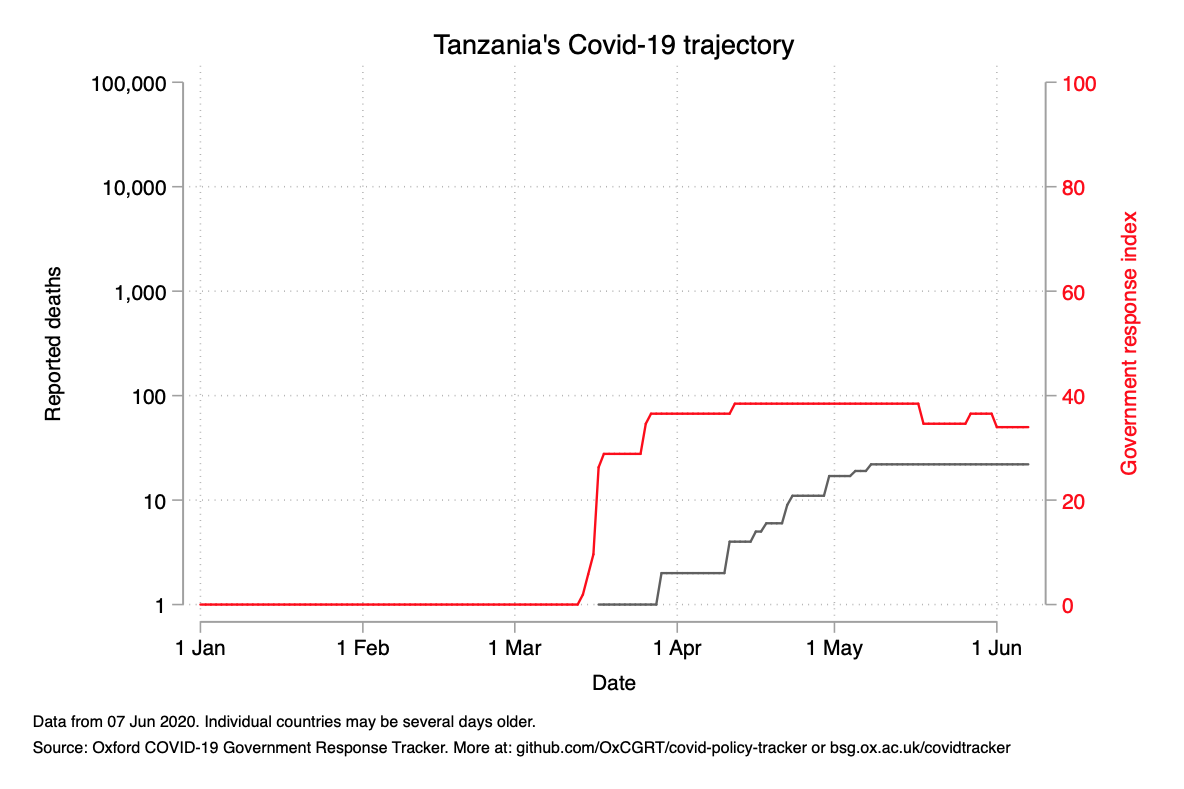 Tanzania's Covid-19 trajectory
100,000
10,000
1,000
100
10
1
Reported deaths
100
80
60
40
20
0
Government response index
1 Jan 1 Feb 1 Mar 1 Apr 1 May 1 Jun
Date
Data from 07 Jun 2020. Individual countries may be several days older.
Source: Oxford COVID-19 Government Response Tracker. More at: github.com/OxCGRT/covid-policy-tracker or bsg.ox.ac.uk/covidtracker